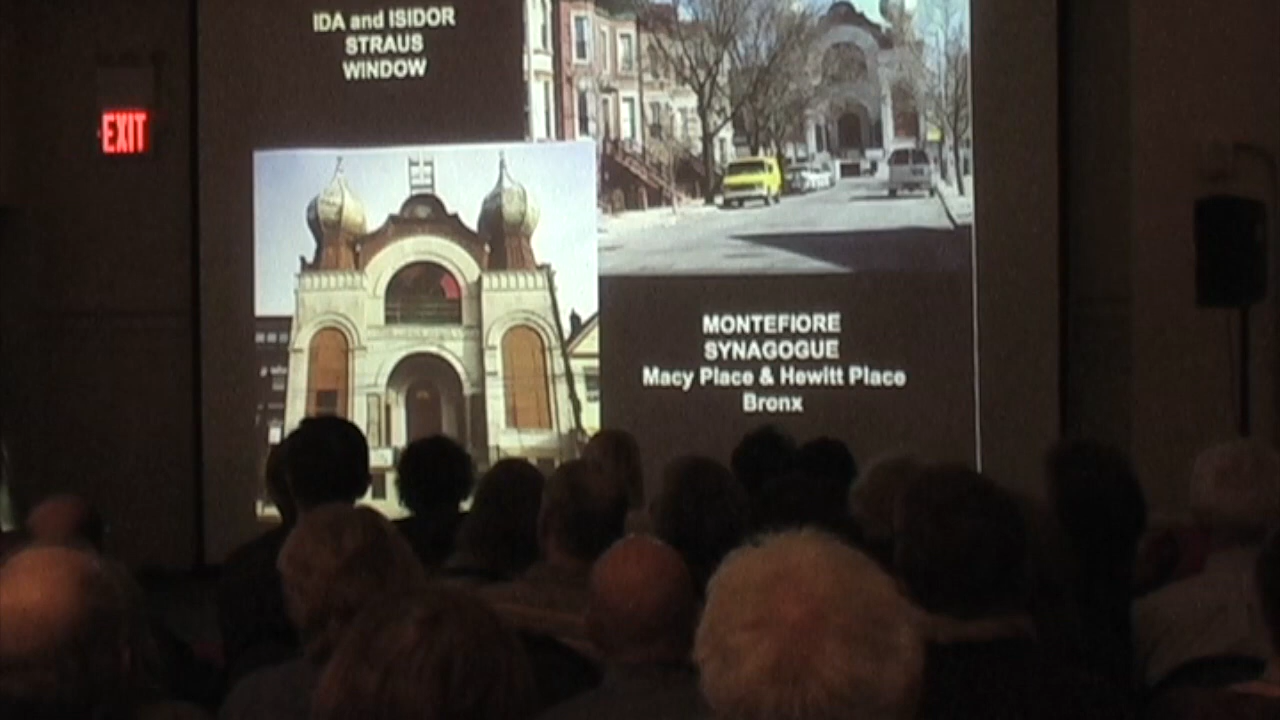 IDA and ISIDOR
STRAUS
WINDOW
EXIT
MONTEFIORE
SYNAGOGUE
Macy Place & Hewitt Place
Bronx